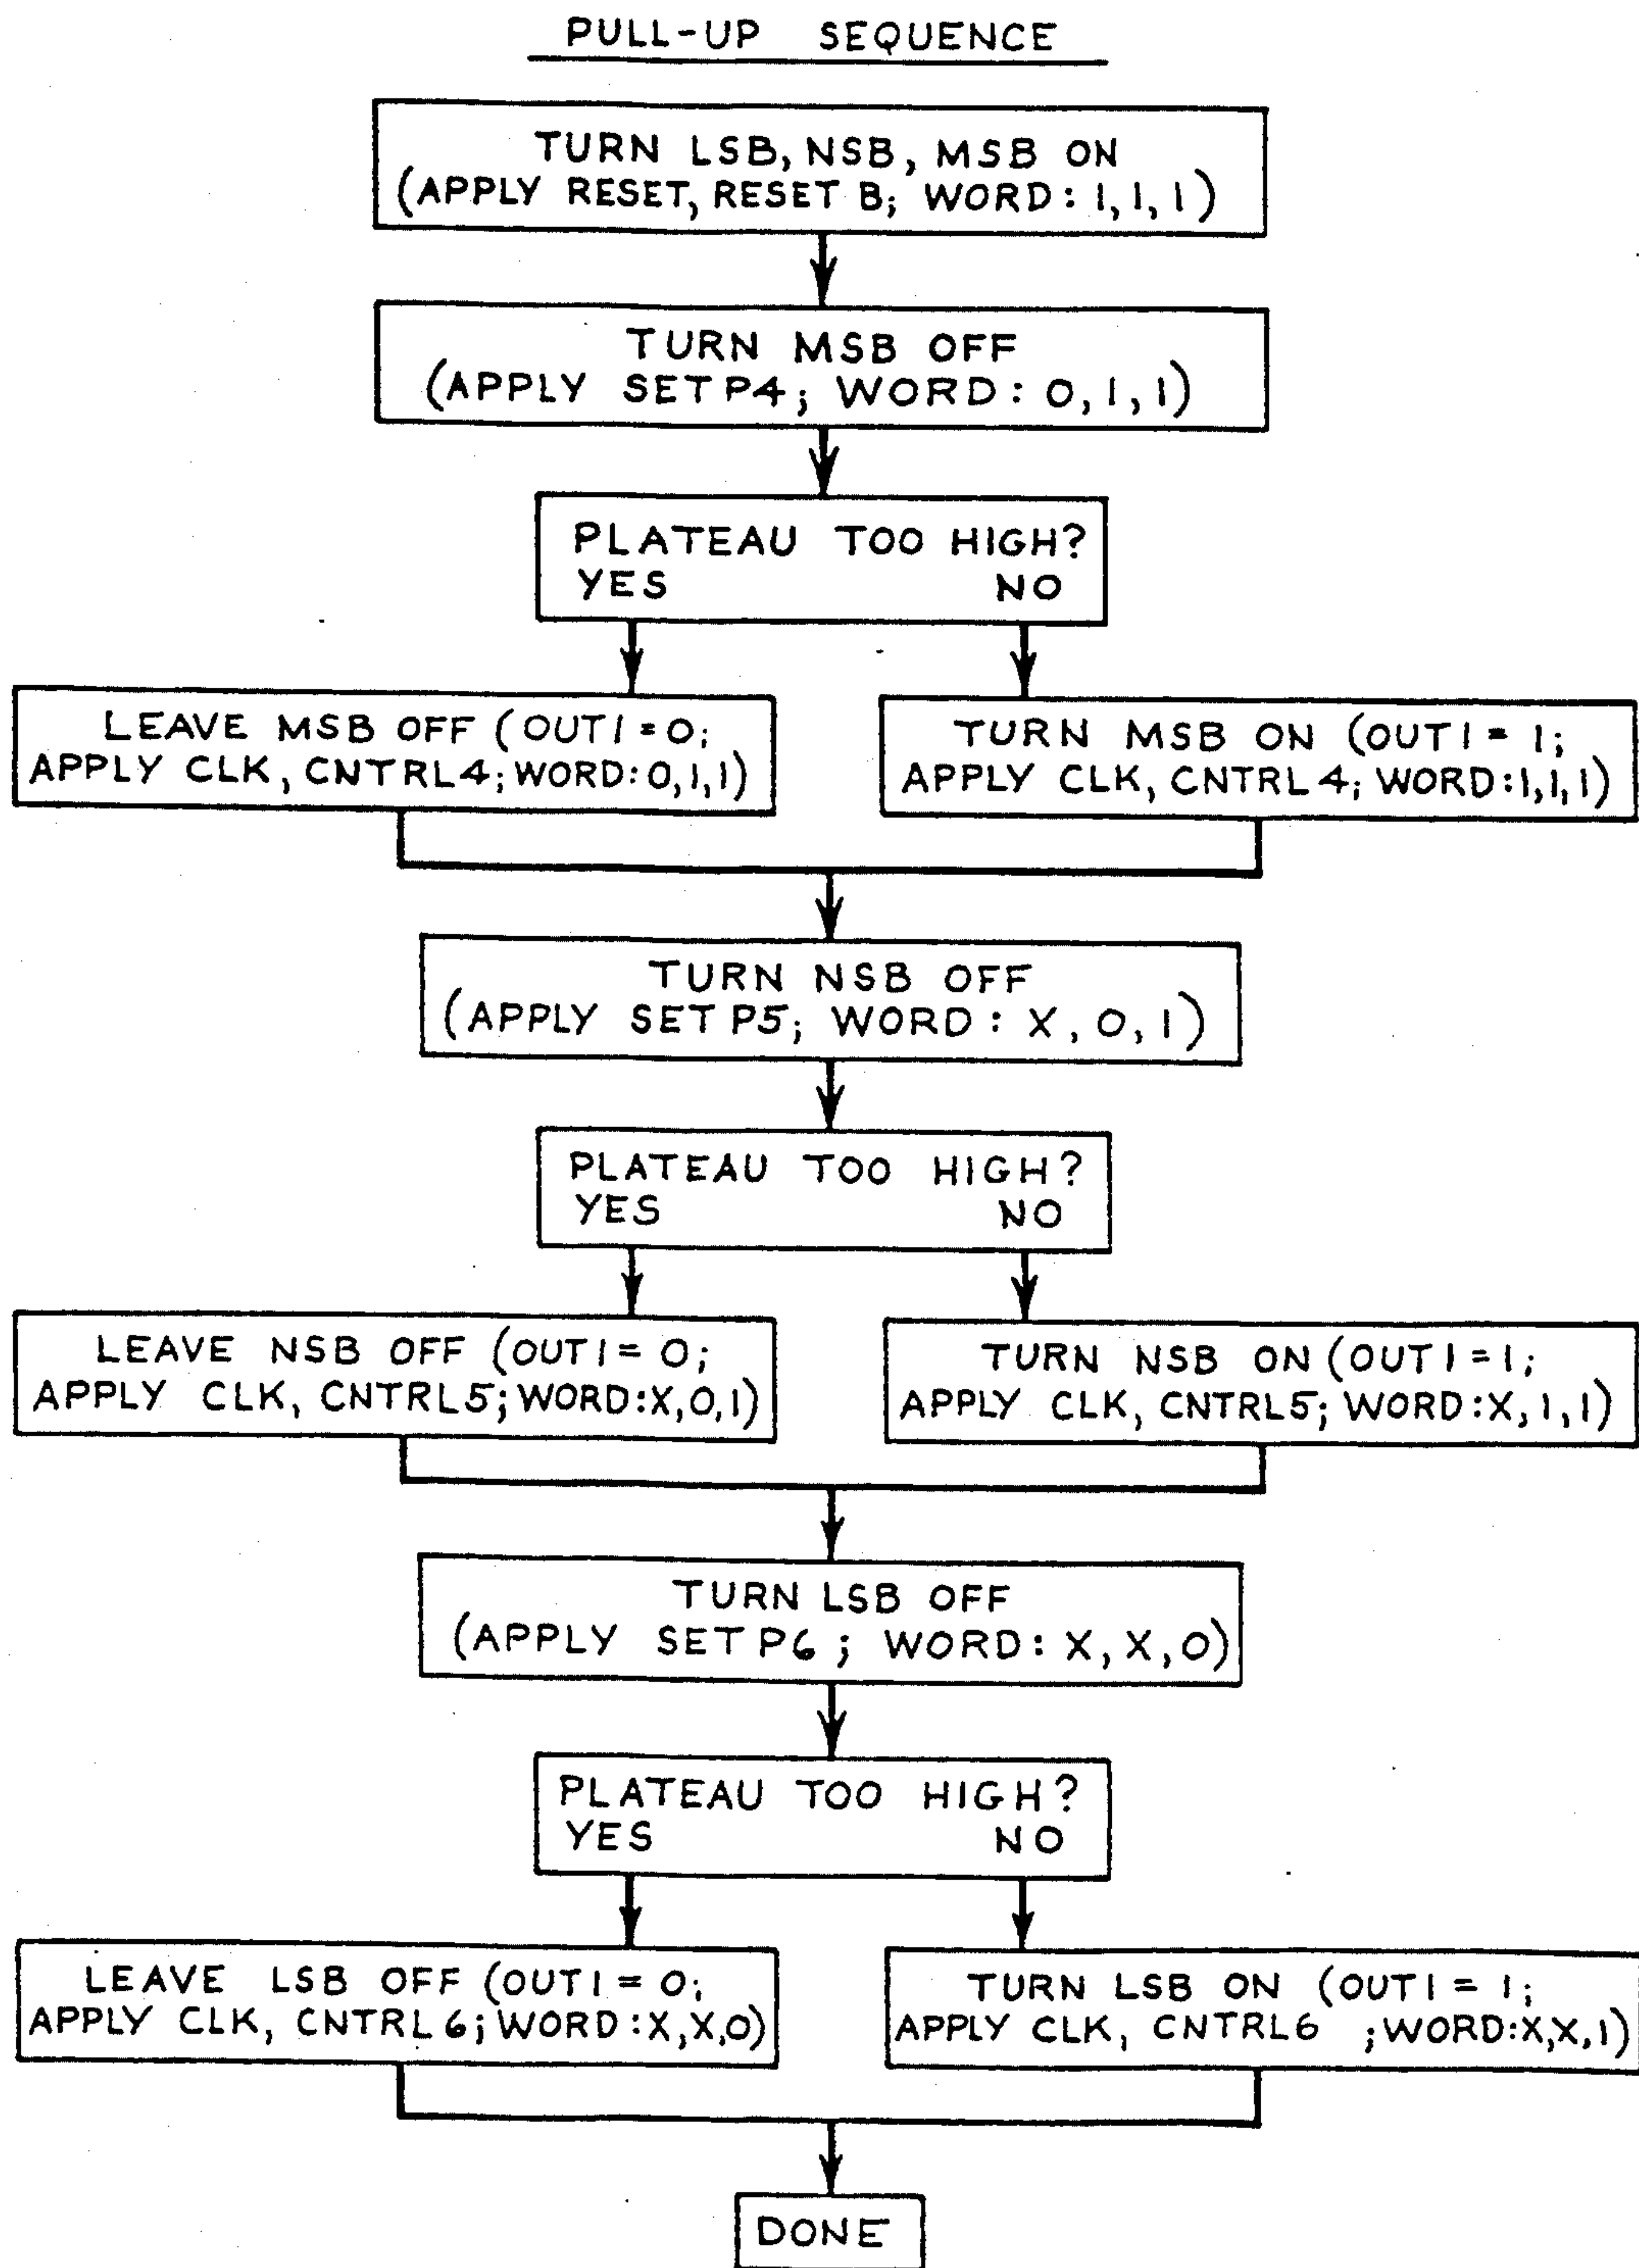 PULL-UP SEQUENCE
TURN LSB, NSB, MSB ON
(APPLY RESET, RESET B; WORD: 1, 1, 1)
TURN MSB OFF
(APPLY SETP4; WORD: 0, 1, 1)
PLATEAU TOO HIGH?
YES NO
LEAVE MSB OFF (OUT1=0;
APPLY CLK, CNTRL4; WORD: 0, 1, 1)
TURN MSB ON (OUT1 = 1;
APPLY CLK, CNTRL4; WORD:1, 1, 1)
TURN NSB OFF
(APPLY SETP5; WORD: X, 0, 1)
PLATEAU TOO HIGH?
YES NO
LEAVE NSB OFF (OUT1 = 0;
APPLY CLK, CNTRL5; WORD:X, 0, 1)
TURN NSB ON (OUT1=1;
APPLY CLK, CNTRL5; WORD:X, 1, 1)
TURN LSB OFF
(APPLY SETP6; WORD: X, X, 0)
PLATEAU TOO HIGH?
YES NO
LEAVE LSB OFF (OUT1 = 0;
APPLY CLK, CNTRL6; WORD:X, X, 0)
TURN LSB ON (OUT1 = 1;
APPLY CLK, CNTRL6 ; WORD:X, X, 1)
DONE